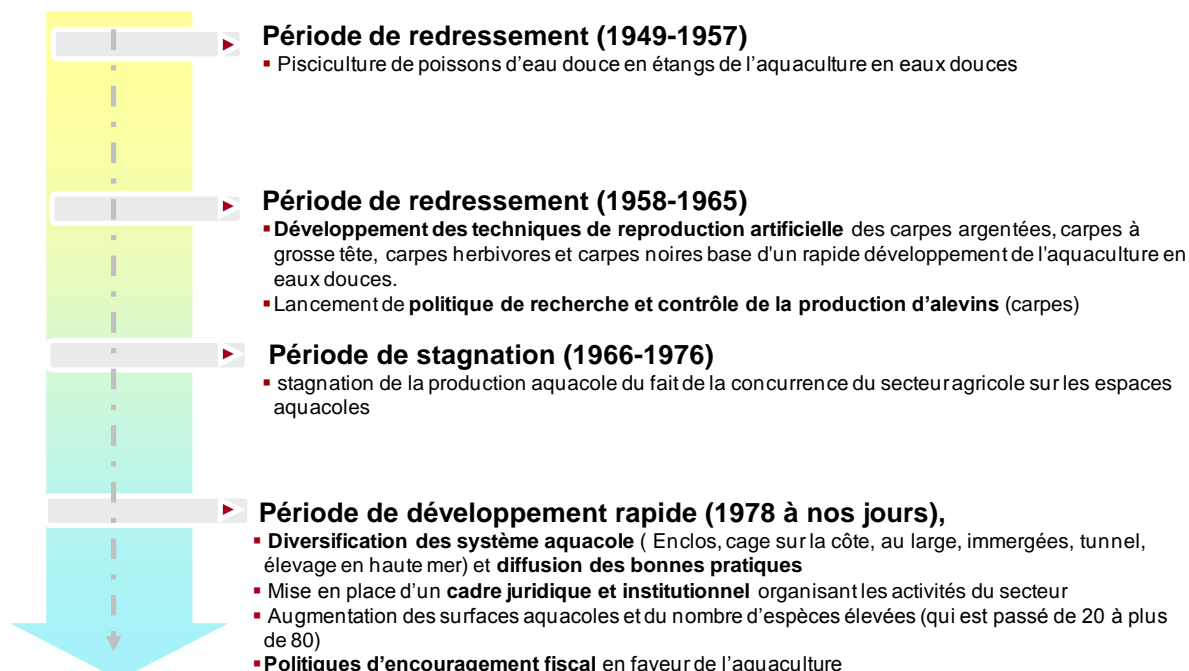 Période de redressement (1949-1957)
▪ Pisciculture de poissons d’eau douce en étangs de l’aquaculture en eaux douces
Période de redressement (1958-1965)
▪ Développement des techniques de reproduction artificielle des carpes argentées, carpes à
grosse tête, carpes herbivores et carpes noires base d'un rapide développement de l'aquaculture en
eaux douces.
▪ Lancement de politique de recherche et contrôle de la production d’alevins (carpes)
Période de stagnation (1966-1976)
▪ stagnation de la production aquacole du fait de la concurrence du secteur agricole sur les espaces
aquacoles
Période de développement rapide (1978 à nos jours),
▪ Diversification des système aquacole ( Enclos, cage sur la côte, au large, immergées, tunnel,
élevage en haute mer) et diffusion des bonnes pratiques
▪ Mise en place d’un cadre juridique et institutionnel organisant les activités du secteur
▪ Augmentation des surfaces aquacoles et du nombre d’espèces élevées (qui est passé de 20 à plus
de 80)
▪ Politiques d’encouragement fiscal en faveur de l’aquaculture